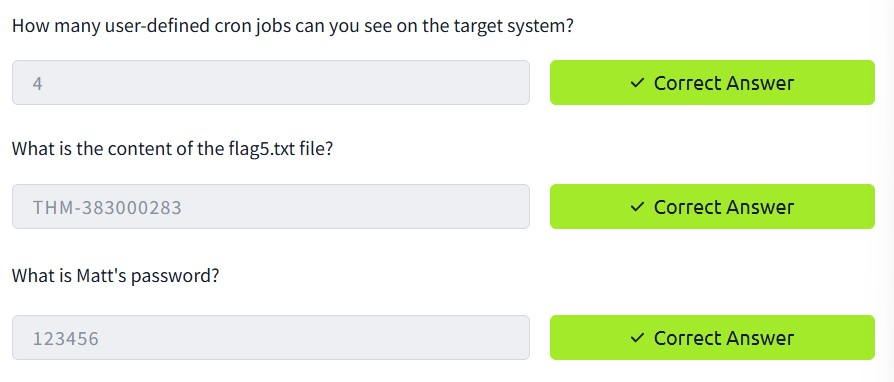 How many user-defined cron jobs can you see on the target system?
4
✓ Correct Answer
What is the content of the flag5.txt file?
THM-383000283
✓ Correct Answer
What is Matt's password?
123456
✓ Correct Answer